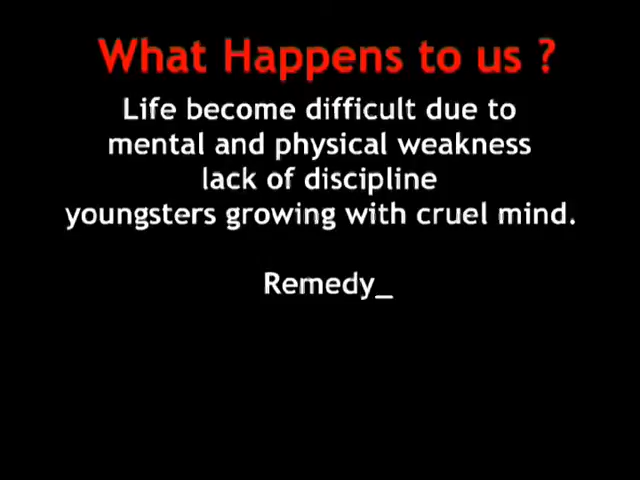 What Happens to us ?
Life become difficult due to
mental and physical weakness
lack of discipline
youngsters growing with cruel mind.
Remedy_